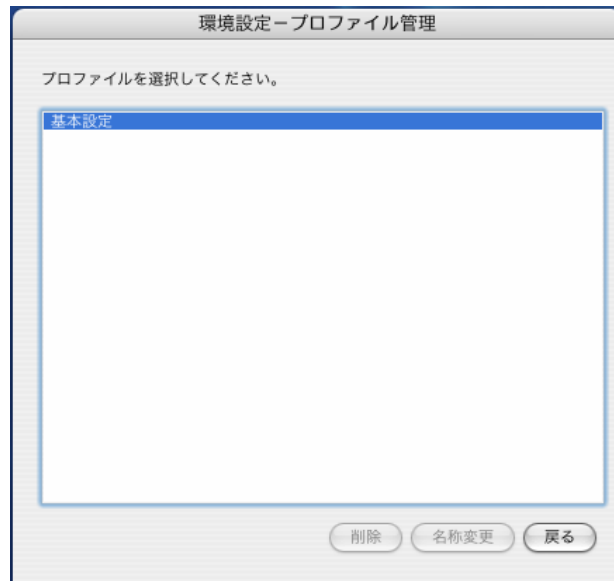 環境設定－プロファイル管理
プロファイルを選択してください。
基本設定
削除
名称変更
戻る